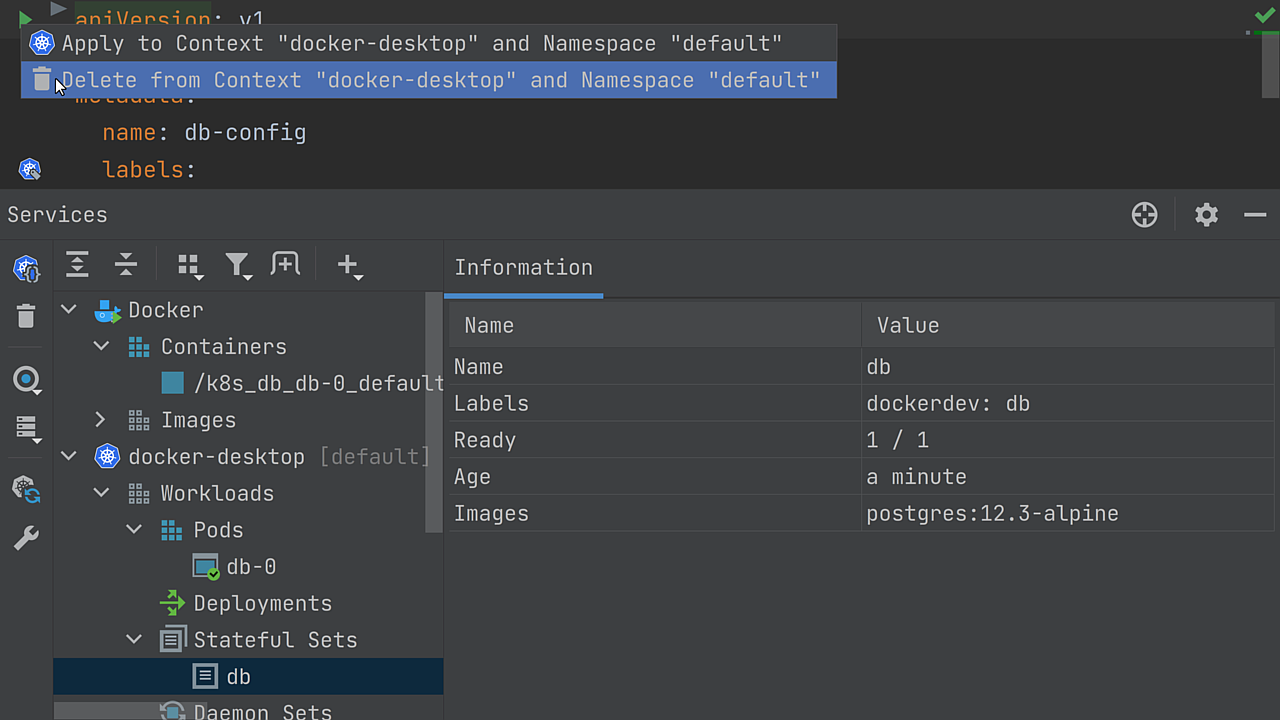 apiVersion: v1
Apply to Context "docker-desktop" and Namespace "default"
Delete from Context "docker-desktop" and Namespace "default"
metadata:
name: db-config
labels:
Services
Information
Docker
Containers
/k8s_db_db-0_default
Images
docker-desktop [default]
Workloads
Pods
db-0
Deployments
Stateful Sets
db
Daemon Sets
Name Value
Name db
Labels dockerdev: db
Ready 1 / 1
Age a minute
Images postgres:12.3-alpine